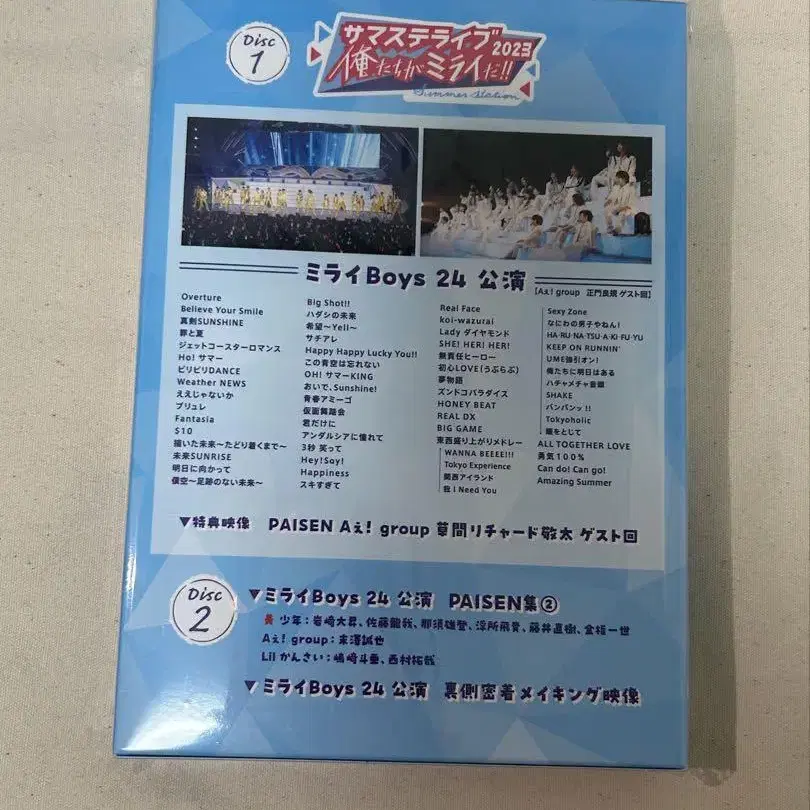 Disc
1
サマステライブ
2023
俺たちがミライだ!!
Summer Station
ミライBoys 24 公演
【Aぇ! group 正門良規 ゲスト回】
Overture
Believe Your Smile
真剣SUNSHINE
罪と夏
ジェットコースターロマンス
Ho! サマー
ビリビリDANCE
Weather NEWS
ええじゃないか
ブリュレ
Fantasia
$10
描いた未来〜たどり着くまで〜
未来SUNRISE
明日に向かって
僕空〜足跡のない未来〜
Big Shot!!
ハダシの未来
希望〜Yell〜
サチアレ
Happy Happy Lucky You!!
この青空は忘れない
OH! サマーKING
おいで、Sunshine!
青春アミーゴ
仮面舞踏会
君だけに
アンダルシアに憧れて
3秒 笑って
Hey!Say!
Happiness
スキすぎて
Real Face
koi-wazurai
Lady ダイヤモンド
SHE! HER! HER!
無責任ヒーロー
初心LOVE(うぶらぶ)
夢物語
ズンドコパラダイス
HONEY BEAT
REAL DX
BIG GAME
東西盛り上がりメドレー
WANNA BEEEE!!!
Tokyo Experience
関西アイランド
我 I Need You
Sexy Zone
なにわの男子やねん!
HA·RU·NA·TSU·A·KI·FU·YU
KEEP ON RUNNIN'
UME強引オン!
俺たちに明日はある
ハチャメチャ音頭
SHAKE
バンバンッ!!
Tokyoholic
瞳をとじて
ALL TOGETHER LOVE
勇気100%
Can do! Can go!
Amazing Summer
▼特典映像 PAISEN Aぇ! group 草間リチャード敬太 ゲスト回
Disc
2
▼ミライBoys 24 公演 PAISEN集②
美 少年：岩﨑大昇、佐藤龍我、那須雄登、浮所飛貴、藤井直樹、金指一世
Aぇ! group：末澤誠也
Lil かんさい：嶋﨑斗亜、西村拓哉
▼ミライBoys 24 公演 裏側密着メイキング映像